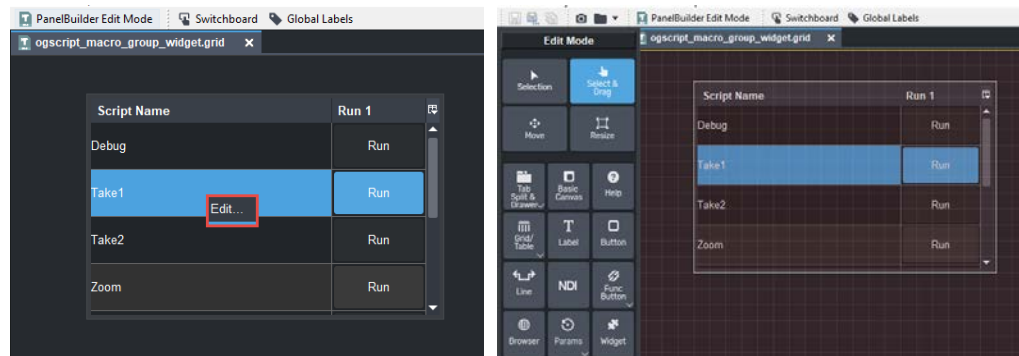 PanelBuilder Edit Mode Switchboard Global Labels
ogscript_macro_group_widget.grid X
Script Name Run 1
Debug Run
Take1 Run
Edit...
Take2 Run
Zoom Run
PanelBuilder Edit Mode Switchboard Global Labels
Edit Mode
ogscript_macro_group_widget.grid X
Selection
Select &
Drag
Move
Resize
Tab
Split &
Drawer
Basic
Canvas
Help
Grid/
Table
Label
Button
Line
NDI
Func
Button
Browser
Params
Widget
Script Name Run 1
Debug Run
Take1 Run
Take2 Run
Zoom Run